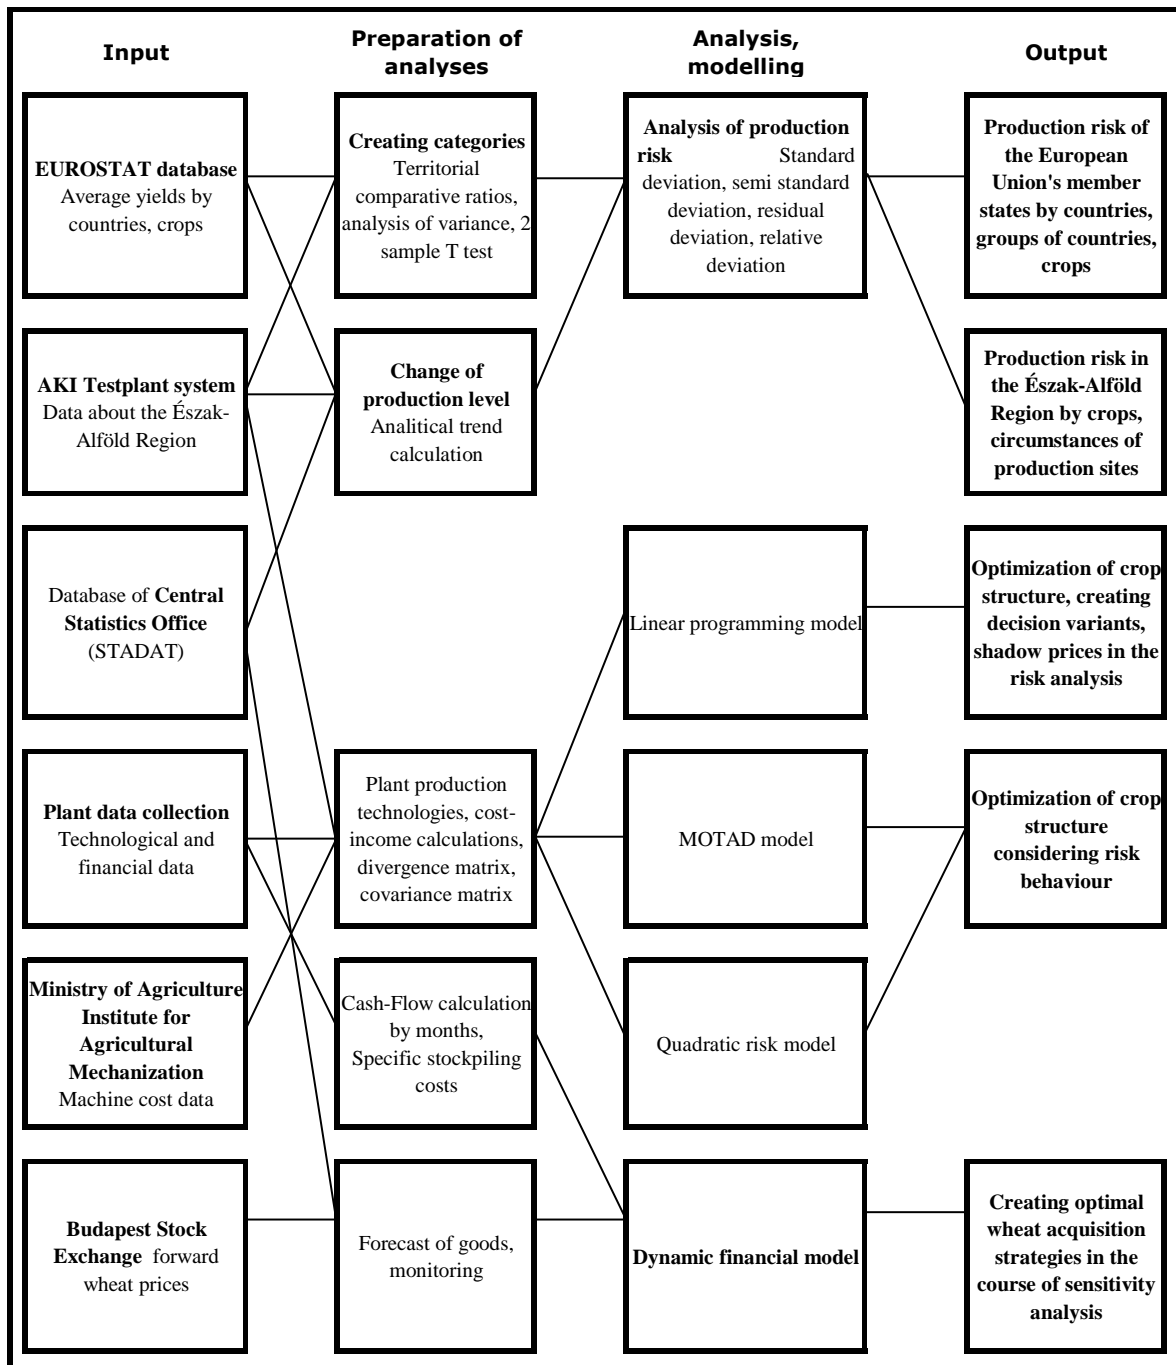 Input
Preparation of
analyses
Analysis,
modelling
Output
EUROSTAT database
Average yields by
countries, crops
Creating categories
Territorial
comparative ratios,
analysis of variance, 2
sample T test
Analysis of production
risk Standard
deviation, semi standard
deviation, residual
deviation, relative
deviation
Production risk of
the European
Union's member
states by countries,
groups of countries,
crops
AKI Testplant system
Data about the Észak-
Alföld Region
Change of
production level
Analitical trend
calculation
Production risk in
the Észak-Alföld
Region by crops,
circumstances of
production sites
Database of Central
Statistics Office
(STADAT)
Linear programming model
Optimization of crop
structure, creating
decision variants,
shadow prices in the
risk analysis
Plant data collection
Technological and
financial data
Plant production
technologies, cost-
income calculations,
divergence matrix,
covariance matrix
MOTAD model
Optimization of crop
structure
considering risk
behaviour
Ministry of Agriculture
Institute for
Agricultural
Mechanization
Machine cost data
Cash-Flow calculation
by months,
Specific stockpiling
costs
Quadratic risk model
Budapest Stock
Exchange forward
wheat prices
Forecast of goods,
monitoring
Dynamic financial model
Creating optimal
wheat acquisition
strategies in the
course of sensitivity
analysis